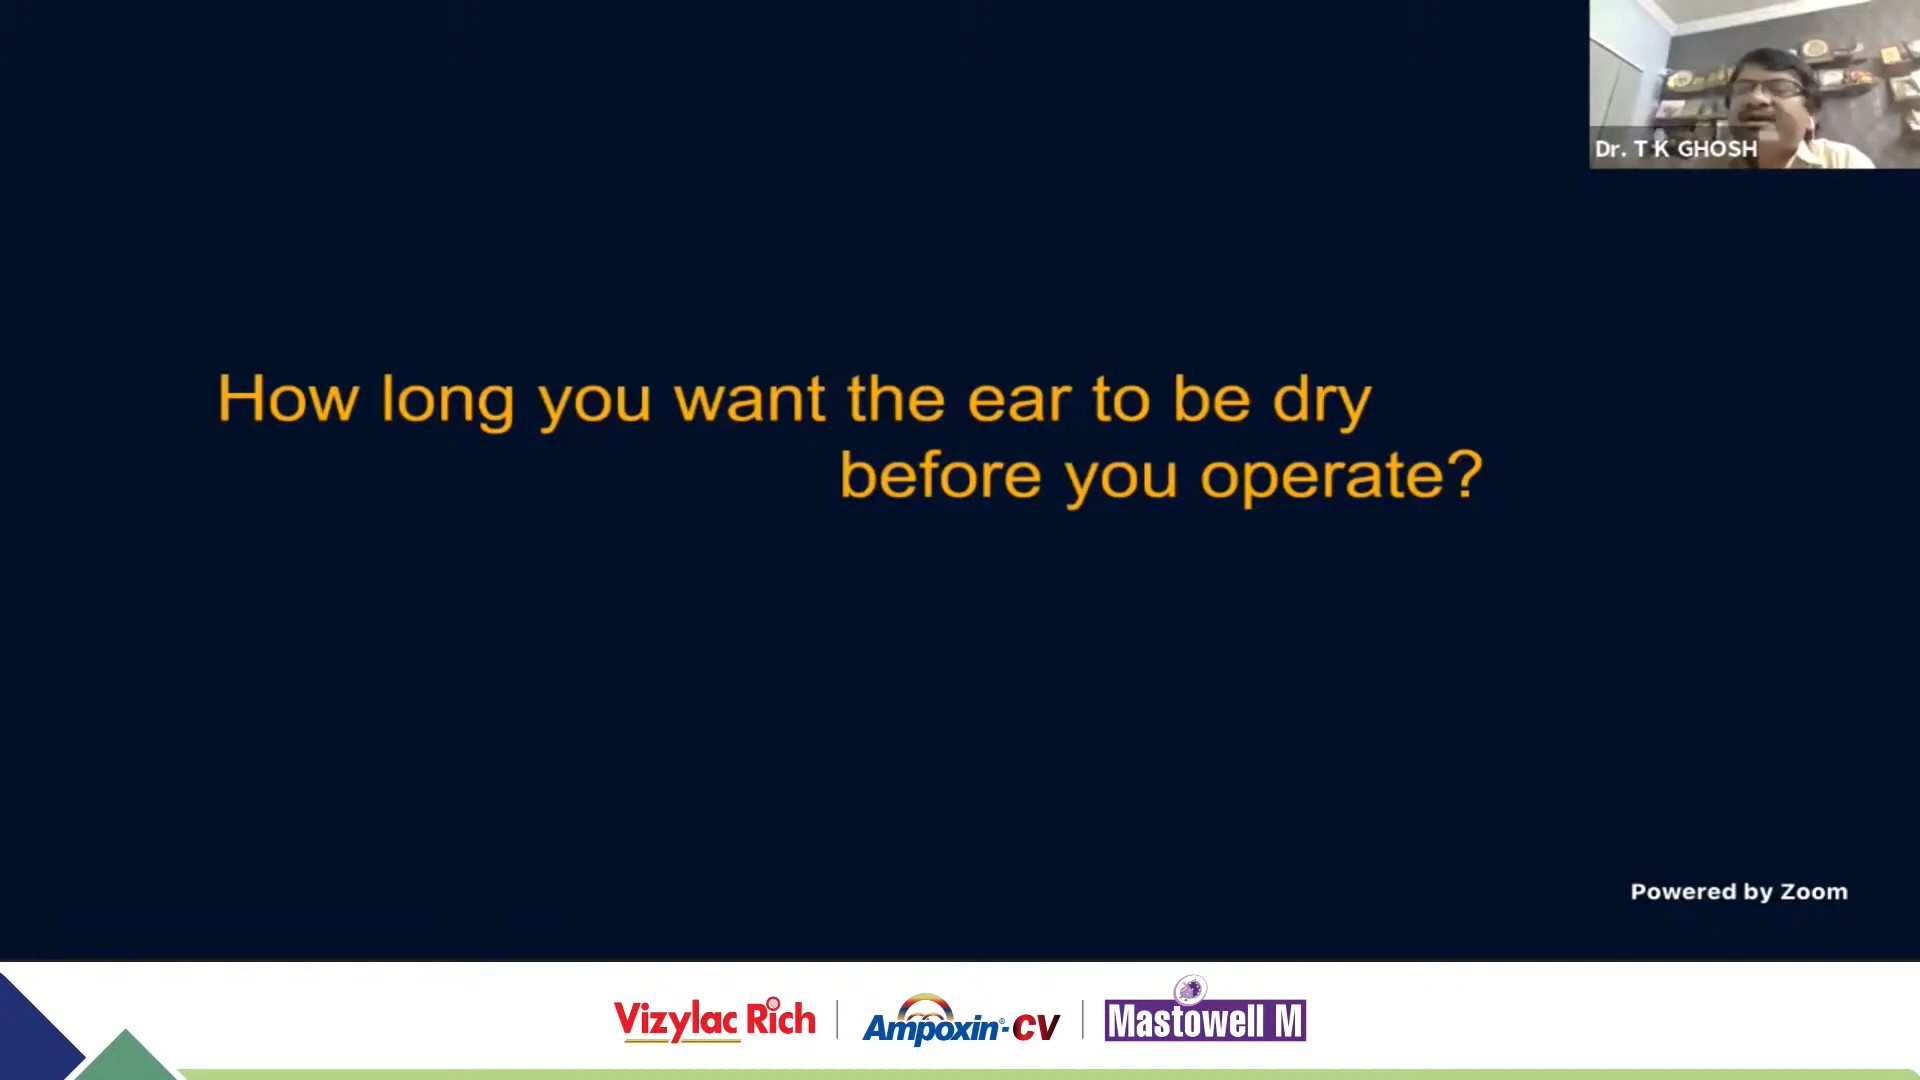 Dr. T K GHOSH
How long you want the ear to be dry
before you operate?
Powered by Zoom
Vizylac Rich
Ampoxin®-CV
Mastowell M